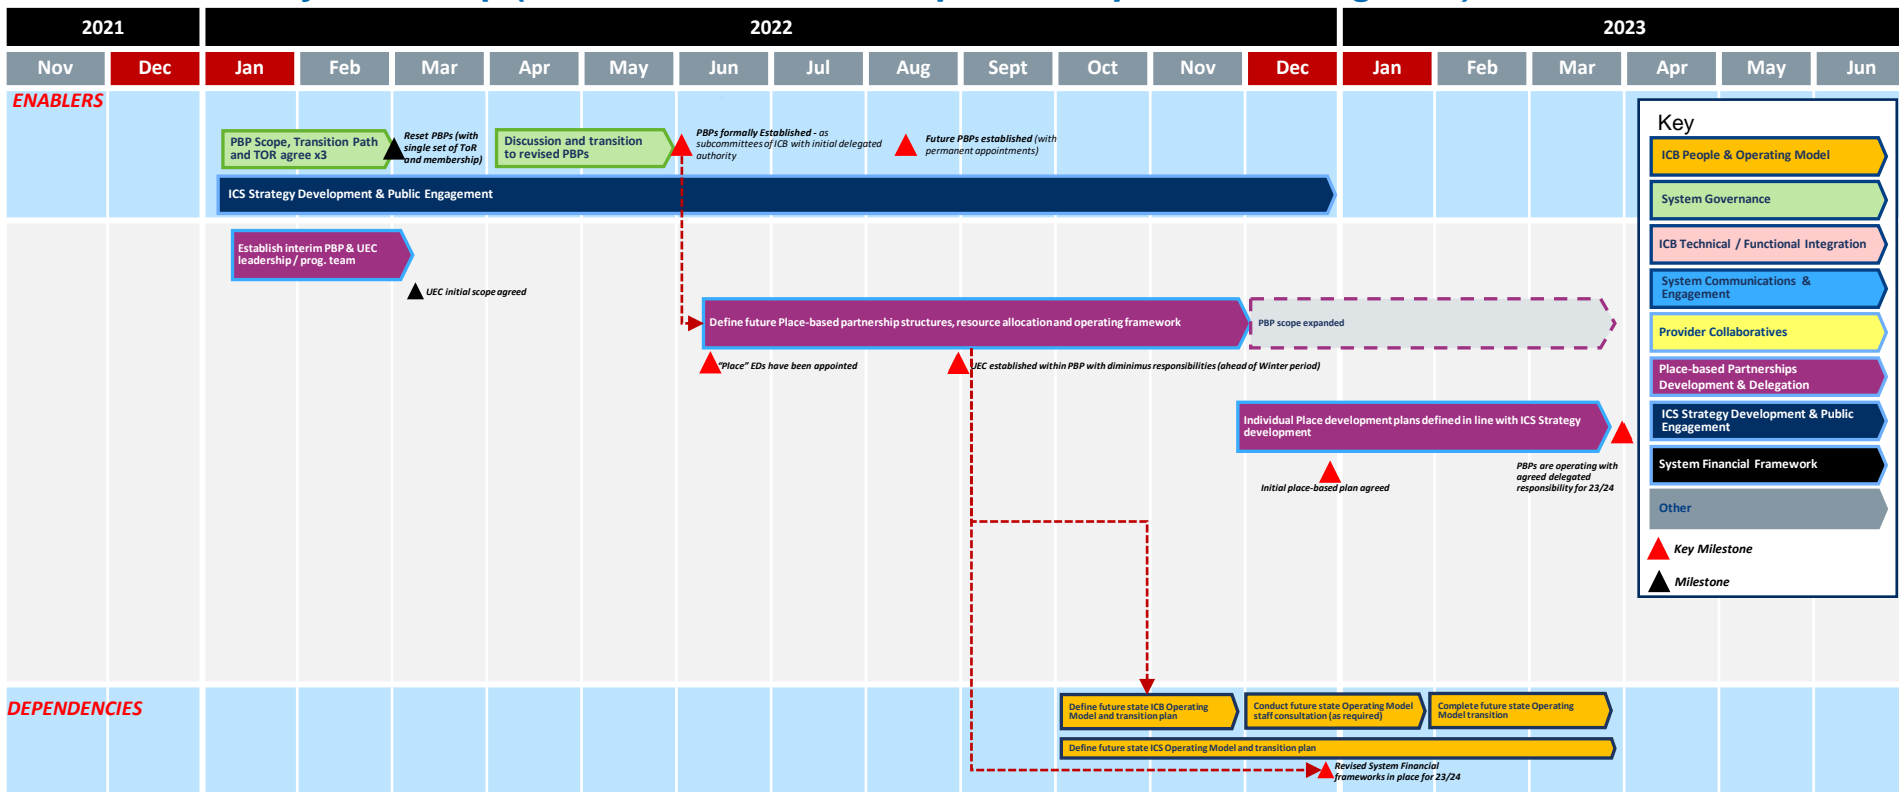 2021
2022
2023
Nov
Dec
Jan
Feb
Mar
Apr
May
Jun
Jul
Aug
Sept
Oct
Nov
Dec
Jan
Feb
Mar
Apr
May
Jun
ENABLERS
PBP Scope, Transition Path
and TOR agree x3
Reset PBPs (with
single set of ToR
and membership)
Discussion and transition
to revised PBPs
PBPs formally Established - as
subcommittees of ICB with initial delegated
authority
Future PBPs established (with
permanent appointments)
ICS Strategy Development & Public Engagement
Establish interim PBP & UEC
leadership / prog. team
UEC initial scope agreed
Define future Place-based partnership structures, resource allocation and operating framework
PBP scope expanded
"Place" EDs have been appointed
UEC established within PBP with diminimus responsibilities (ahead of Winter period)
Individual Place development plans defined in line with ICS Strategy
development
Initial place-based plan agreed
PBPs are operating with
agreed delegated
responsibility for 23/24
Key
ICB People & Operating Model
System Governance
ICB Technical / Functional Integration
System Communications &
Engagement
Provider Collaboratives
Place-based Partnerships
Development & Delegation
ICS Strategy Development & Public
Engagement
System Financial Framework
Other
Key Milestone
Milestone
DEPENDENCIES
Define future state ICB Operating
Model and transition plan
Conduct future state Operating Model
staff consultation (as required)
Complete future state Operating
Model transition
Define future state ICS Operating Model and transition plan
Revised System Financial
frameworks in place for 23/24